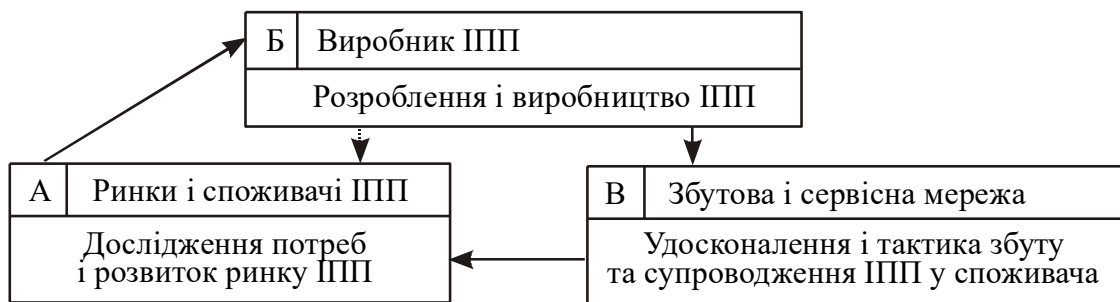 Б Виробник ІПП
Розроблення і виробництво ІПП
А Ринки і споживачі ІПП
Дослідження потреб
і розвиток ринку ІПП
В Збутова і сервісна мережа
Удосконалення і тактика збуту
та супроводження ІПП у споживача